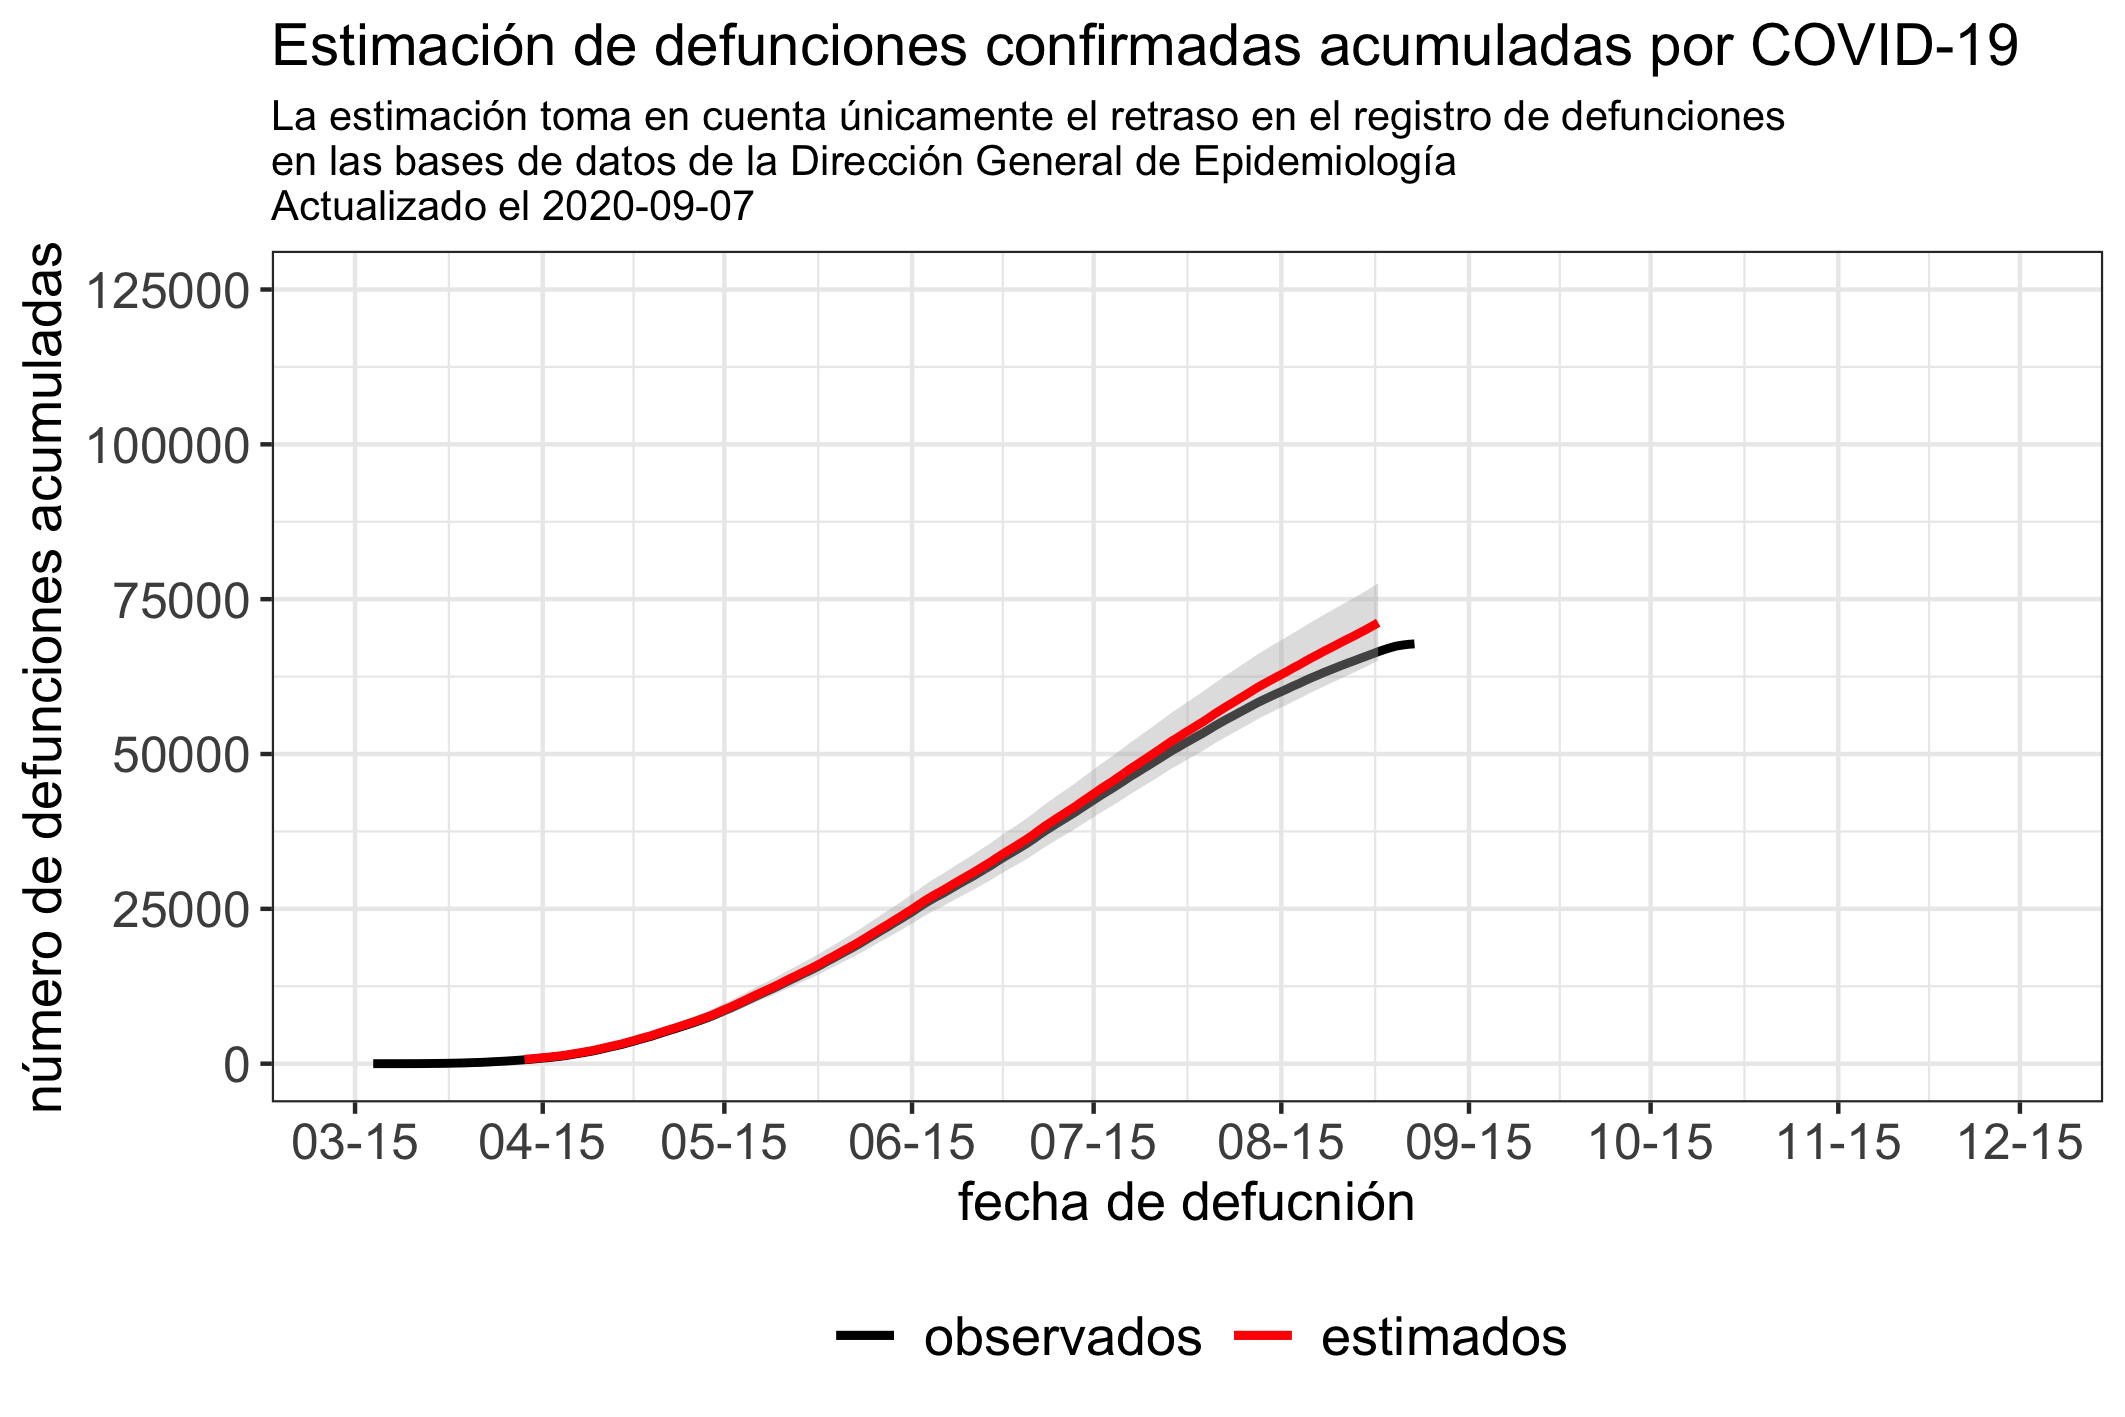 Estimación de defunciones confirmadas acumuladas por COVID-19
La estimación toma en cuenta únicamente el retraso en el registro de defunciones
en las bases de datos de la Dirección General de Epidemiología
Actualizado el 2020-09-07
número de defunciones acumuladas
125000
100000
75000
50000
25000
0
03-15 04-15 05-15 06-15 07-15 08-15 09-15 10-15 11-15 12-15
fecha de defucnión
observados estimados